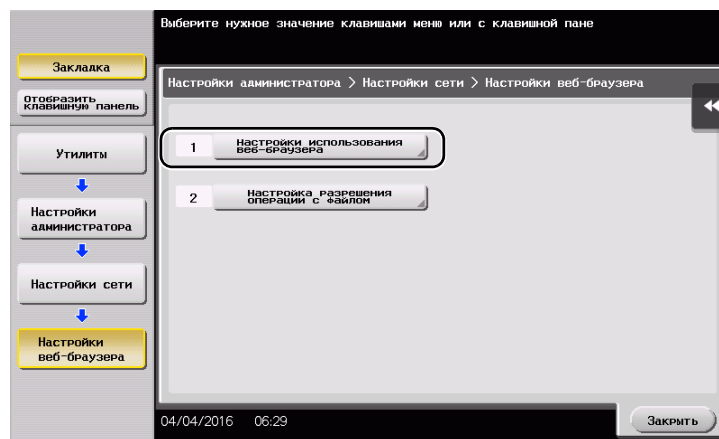 Выберите нужное значение клавишами меню или с клавишной пане
Закладка
Настройки администратора > Настройки сети > Настройки веб-браузера
Отобразить
клавишную панель
1 Настройки использования
веб-браузера
Утилиты
2 Настройка разрешения
операции с файлом
Настройки
администратора
Настройки сети
Настройки
веб-браузера
04/04/2016 06:29
Закрыть